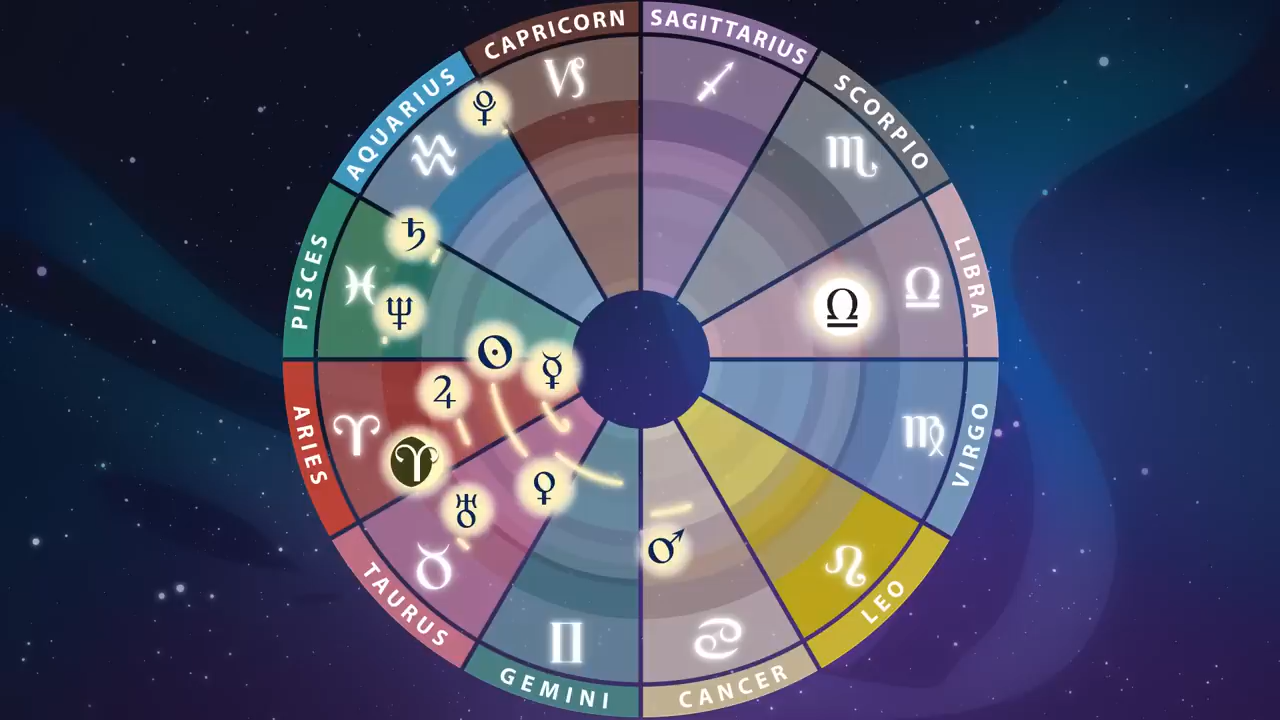 CAPRICORN
SAGITTARIUS
AQUARIUS
SCORPIO
PISCES
LIBRA
ARIES
VIRGO
TAURUS
LEO
GEMINI
CANCER